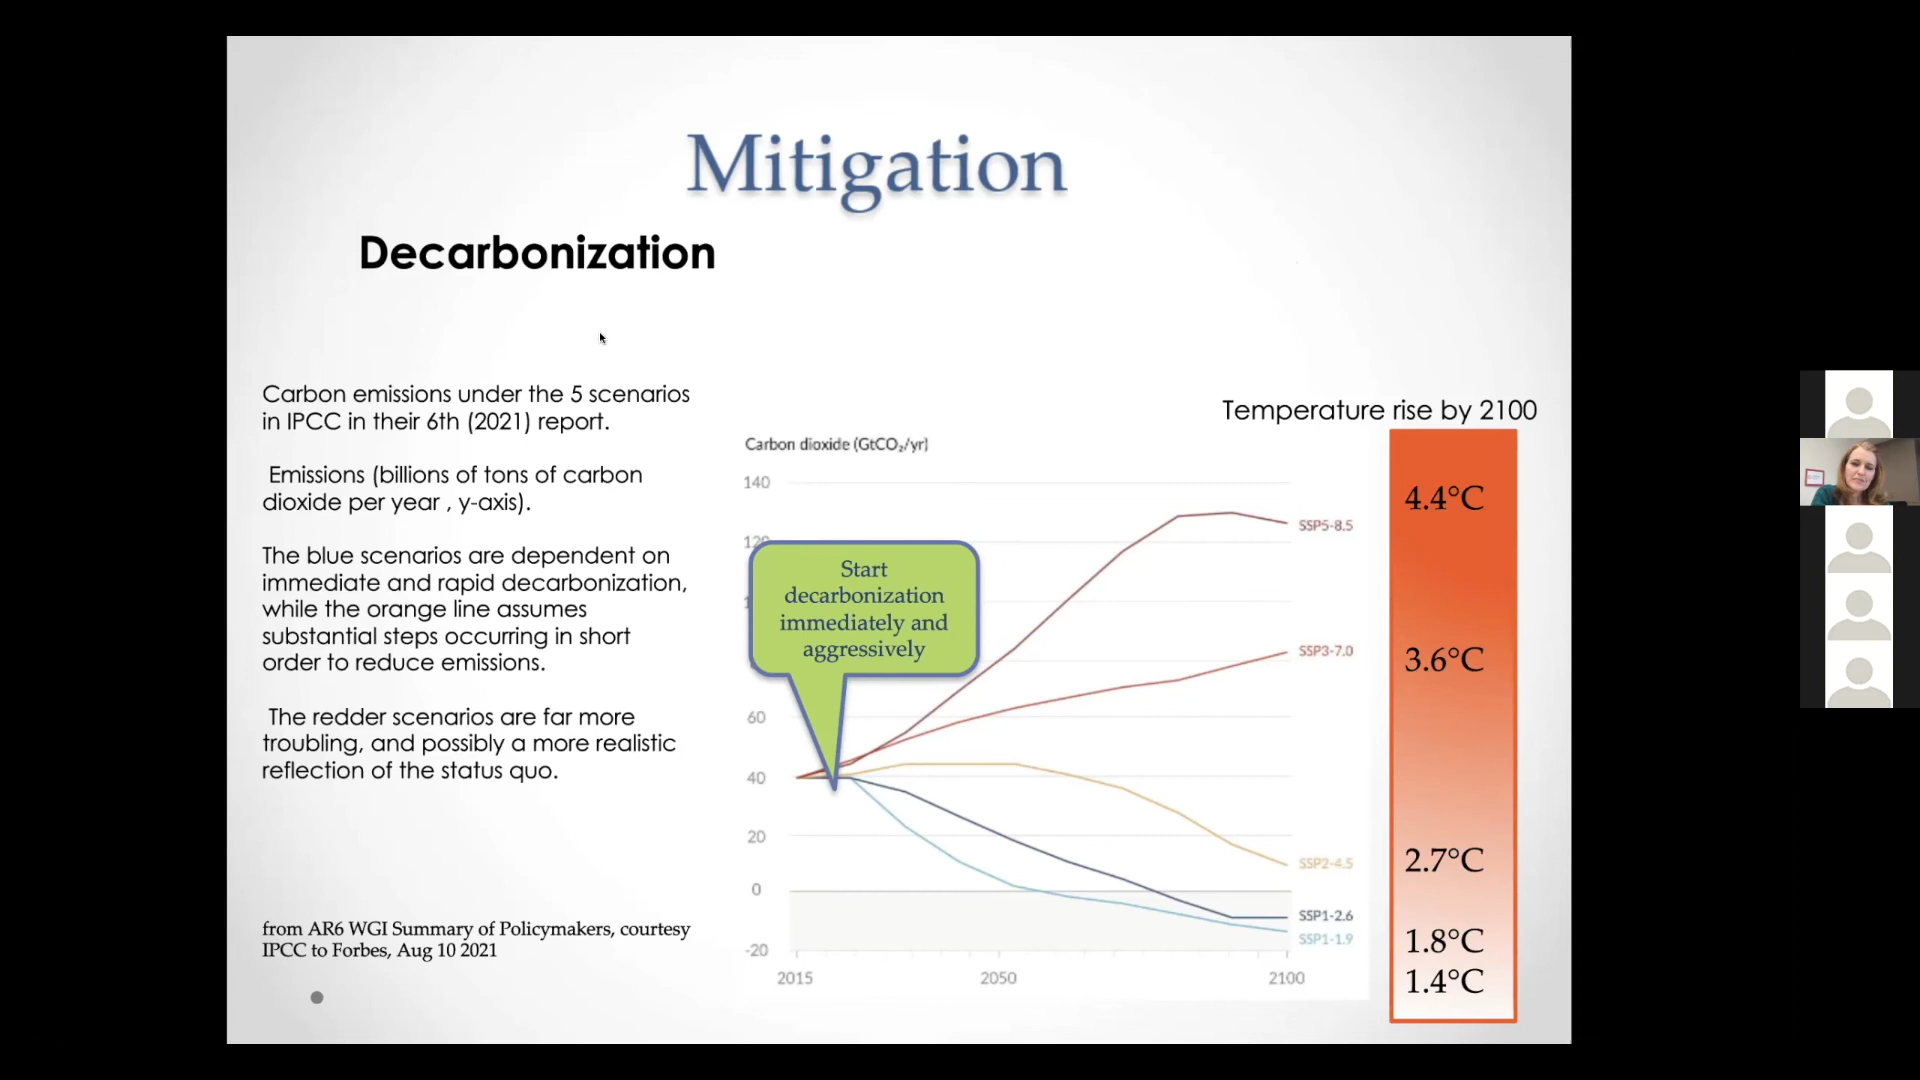 Mitigation
Decarbonization
Carbon emissions under the 5 scenarios
in IPCC in their 6th (2021) report.
Emissions (billions of tons of carbon
dioxide per year , y-axis).
The blue scenarios are dependent on
immediate and rapid decarbonization,
while the orange line assumes
substantial steps occurring in short
order to reduce emissions.
The redder scenarios are far more
troubling, and possibly a more realistic
reflection of the status quo.
from AR6 WGI Summary of Policymakers, courtesy
IPCC to Forbes, Aug 10 2021
Carbon dioxide (GtCO₂/yr)
140
Start
decarbonization
immediately and
aggressively
60
40
20
0
-20
2015
2050
2100
SSP5-8.5
SSP3-7.0
SSP2-4.5
SSP1-2.6
SSP1-1.9
Temperature rise by 2100
4.4°C
3.6°C
2.7°C
1.8°C
1.4°C